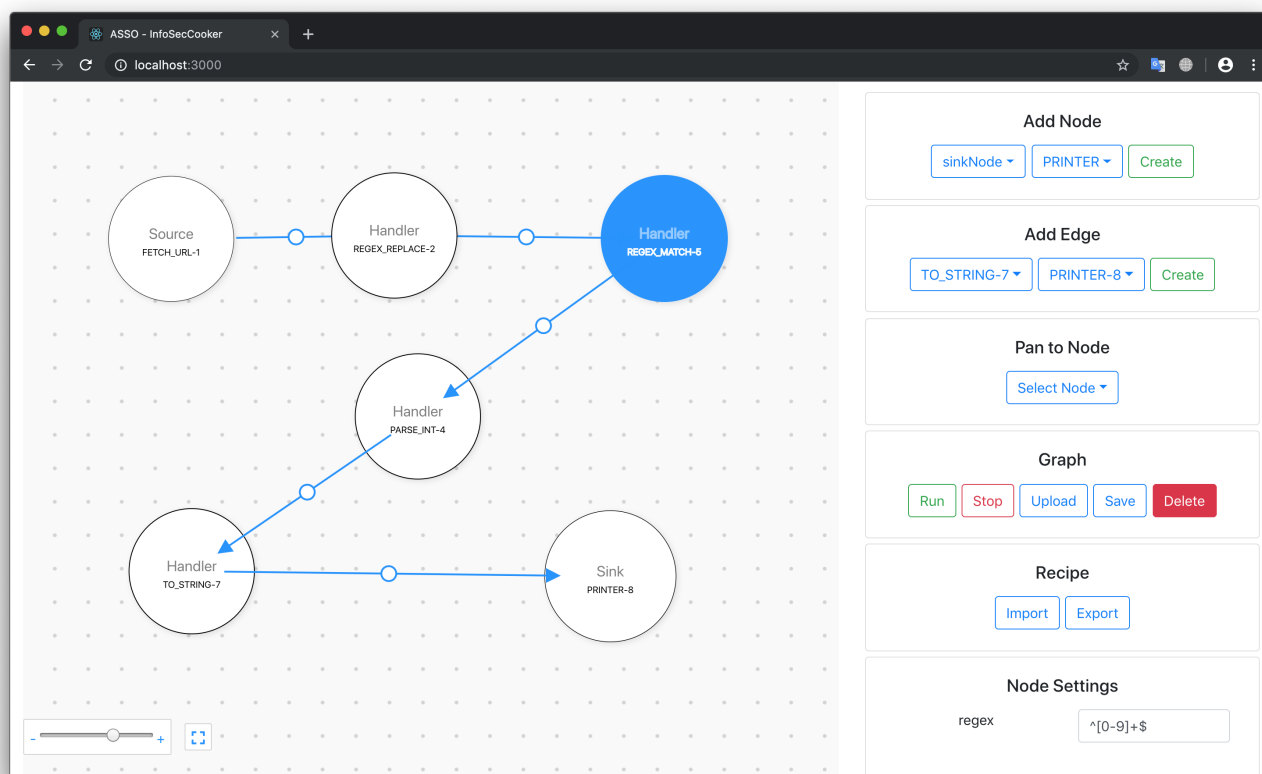 ASSO - InfoSecCooker
localhost:3000
Source
FETCH_URL-1
Handler
REGEX_REPLACE-2
Handler
REGEX_MATCH-5
Handler
PARSE_INT-4
Handler
TO_STRING-7
Sink
PRINTER-8
- +
Add Node
sinkNode PRINTER Create
Add Edge
TO_STRING-7 PRINTER-8 Create
Pan to Node
Select Node
Graph
Run Stop Upload Save Delete
Recipe
Import Export
Node Settings
regex ^[0-9]+$